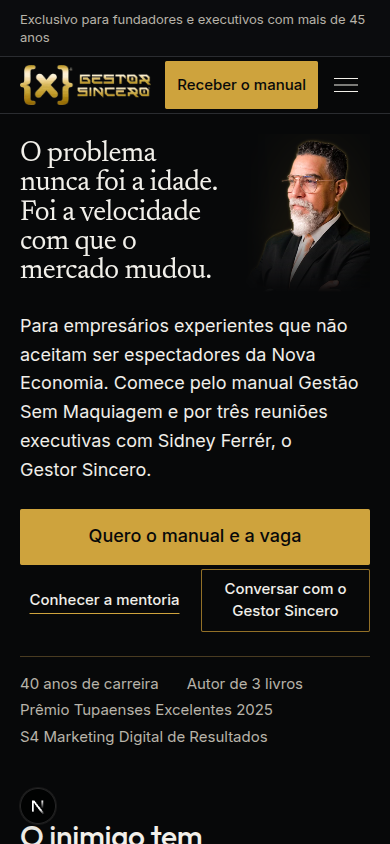 Exclusivo para fundadores e executivos com mais de 45
anos
{x} GESTOR
SINCERO
Receber o manual
O problema
nunca foi a idade.
Foi a velocidade
com que o
mercado mudou.
Para empresários experientes que não
aceitam ser espectadores da Nova
Economia. Comece pelo manual Gestão
Sem Maquiagem e por três reuniões
executivas com Sidney Ferrér, o
Gestor Sincero.
Quero o manual e a vaga
Conhecer a mentoria
Conversar com o
Gestor Sincero
40 anos de carreira
Autor de 3 livros
Prêmio Tupaenses Excelentes 2025
S4 Marketing Digital de Resultados
N
O inimigo tem